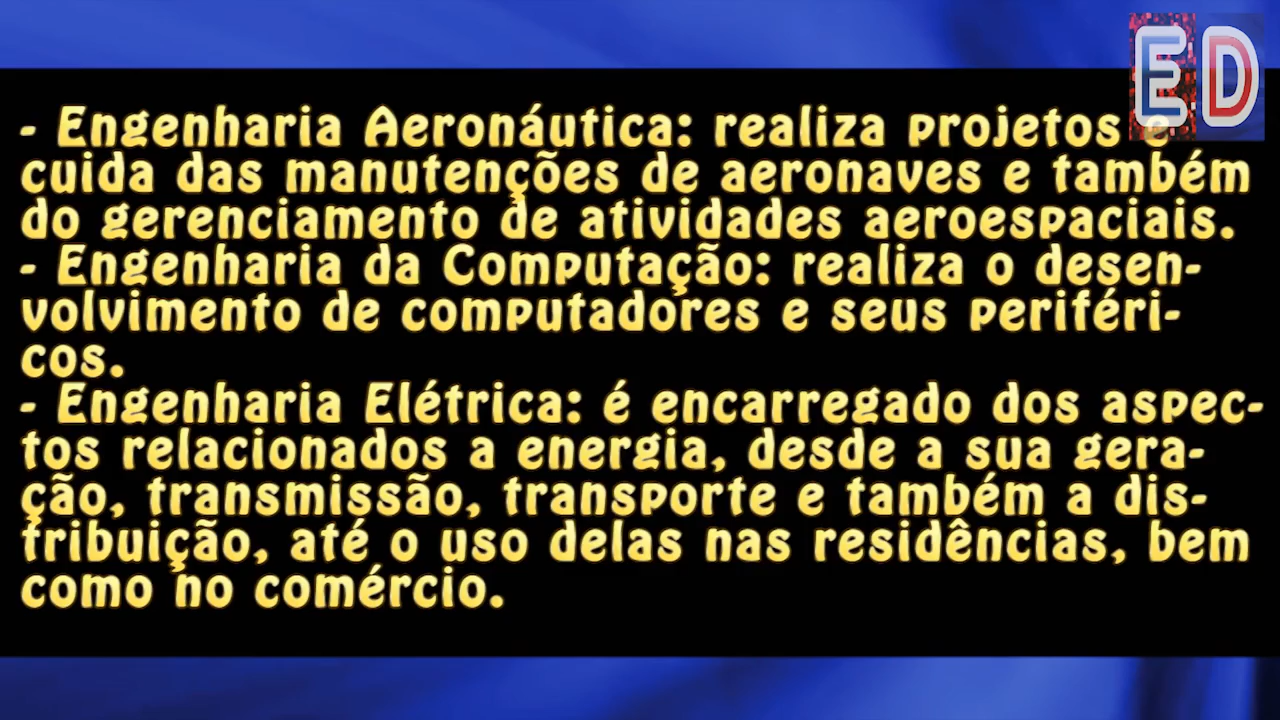 ED
- Engenharia Aeronáutica: realiza projetos e
cuida das manutenções de aeronaves e também
do gerenciamento de atividades aeroespaciais.
- Engenharia da Computação: realiza o desen-
volvimento de computadores e seus periféri-
cos.
- Engenharia Elétrica: é encarregado dos aspec-
tos relacionados a energia, desde a sua gera-
ção, transmissão, transporte e também a dis-
tribuição, até o uso delas nas residências, bem
como no comércio.